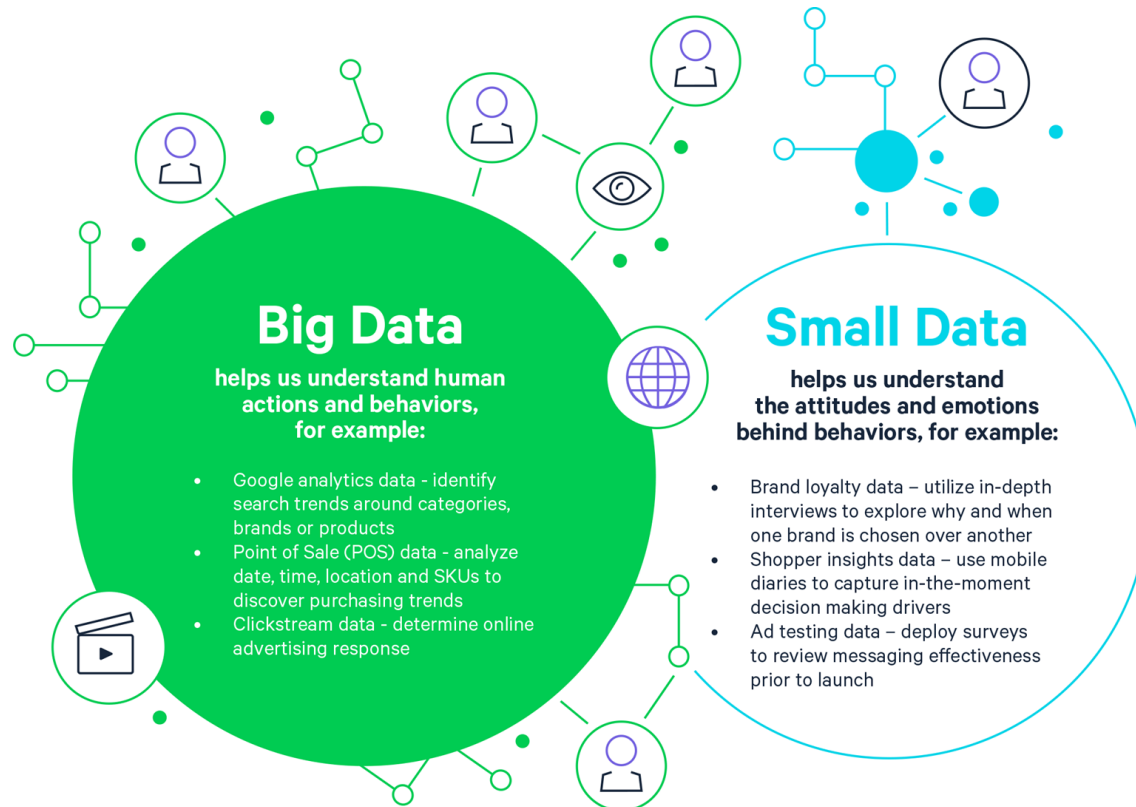 Big Data
helps us understand human
actions and behaviors,
for example:
• Google analytics data - identify
search trends around categories,
brands or products
• Point of Sale (POS) data - analyze
date, time, location and SKUs to
discover purchasing trends
• Clickstream data - determine online
advertising response
Small Data
helps us understand
the attitudes and emotions
behind behaviors, for example:
• Brand loyalty data – utilize in-depth
interviews to explore why and when
one brand is chosen over another
• Shopper insights data – use mobile
diaries to capture in-the-moment
decision making drivers
• Ad testing data – deploy surveys
to review messaging effectiveness
prior to launch